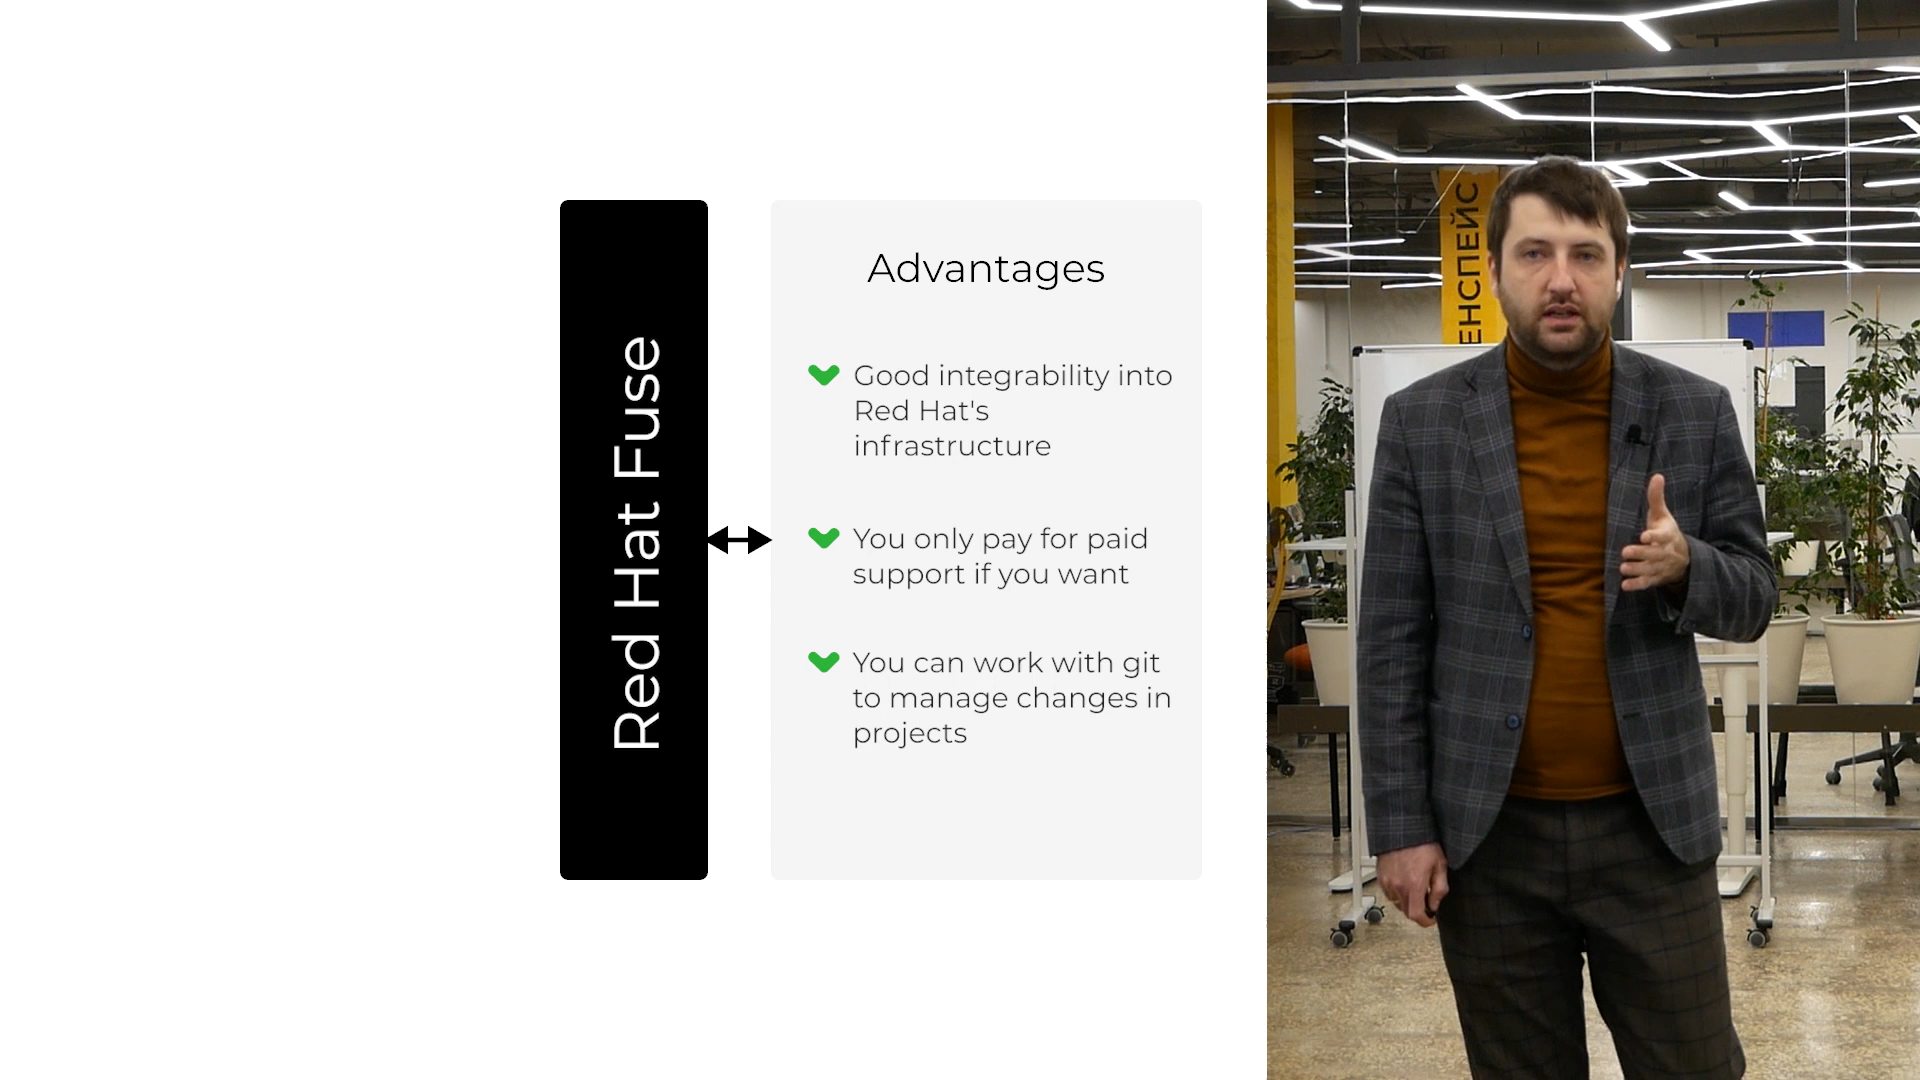 Red Hat Fuse
Advantages
Good integrability into
Red Hat's
infrastructure
You only pay for paid
support if you want
You can work with git
to manage changes in
projects
ЕНСПЕЙС